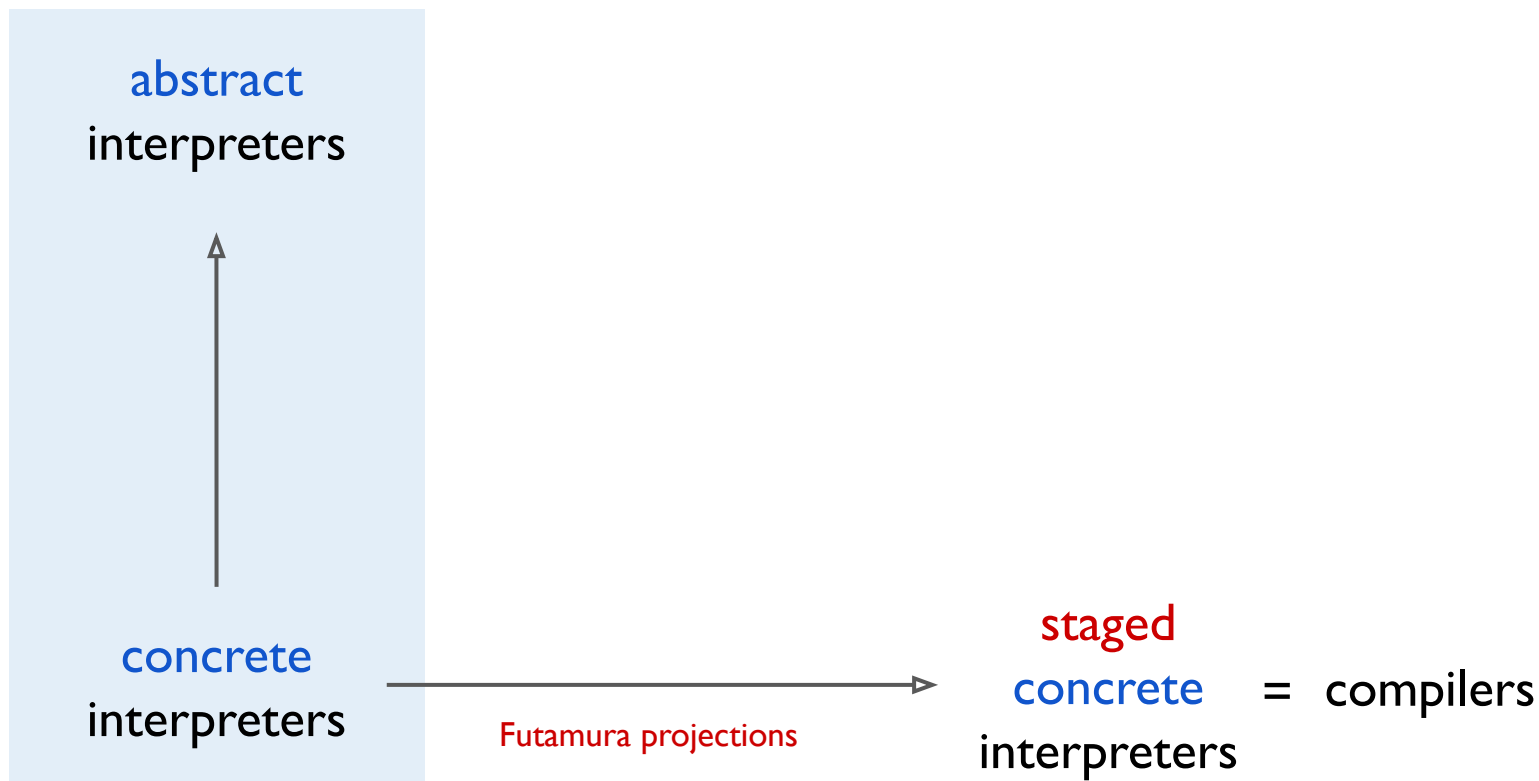 abstract
interpreters
concrete
interpreters
Futamura projections
staged
concrete
interpreters
= compilers